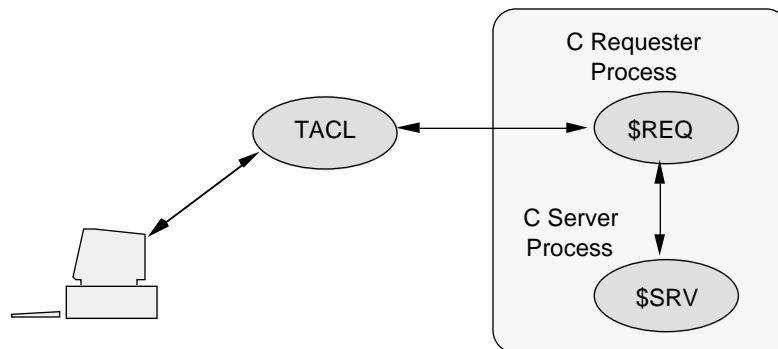 C Requester
Process
TACL
$REQ
C Server
Process
$SRV